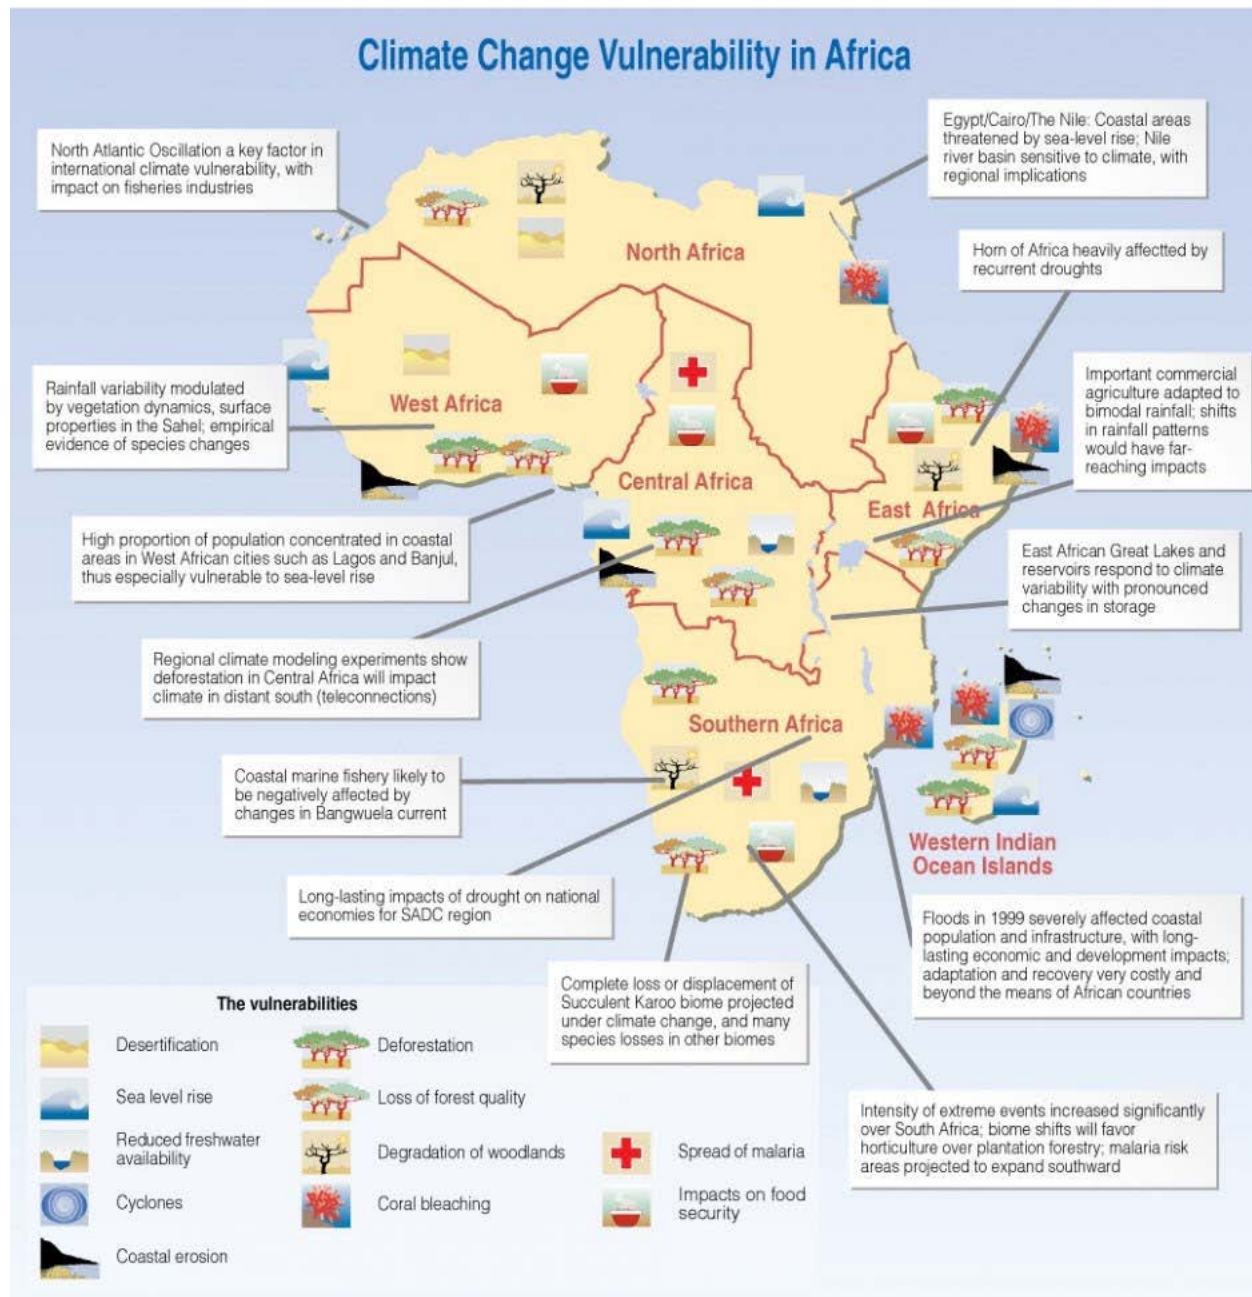 Climate Change Vulnerability in Africa
North Atlantic Oscillation a key factor in
international climate vulnerability, with
impact on fisheries industries
Egypt/Cairo/The Nile: Coastal areas
threatened by sea-level rise; Nile
river basin sensitive to climate, with
regional implications
North Africa
Horn of Africa heavily affectted by
recurrent droughts
Rainfall variability modulated
by vegetation dynamics, surface
properties in the Sahel; empirical
evidence of species changes
West Africa
Important commercial
agriculture adapted to
bimodal rainfall; shifts
in rainfall patterns
would have far-
reaching impacts
Central Africa
East Africa
High proportion of population concentrated in coastal
areas in West African cities such as Lagos and Banjul,
thus especially vulnerable to sea-level rise
East African Great Lakes and
reservoirs respond to climate
variability with pronounced
changes in storage
Regional climate modeling experiments show
deforestation in Central Africa will impact
climate in distant south (teleconnections)
Southern Africa
Coastal marine fishery likely to
be negatively affected by
changes in Bangwuela current
Western Indian
Ocean Islands
Long-lasting impacts of drought on national
economies for SADC region
Floods in 1999 severely affected coastal
population and infrastructure, with long-
lasting economic and development impacts;
adaptation and recovery very costly and
beyond the means of African countries
Complete loss or displacement of
Succulent Karoo biome projected
under climate change, and many
species losses in other biomes
Intensity of extreme events increased significantly
over South Africa; biome shifts will favor
horticulture over plantation forestry; malaria risk
areas projected to expand southward
The vulnerabilities
Desertification
Sea level rise
Reduced freshwater
availability
Cyclones
Coastal erosion
Deforestation
Loss of forest quality
Degradation of woodlands
Coral bleaching
Spread of malaria
Impacts on food
security